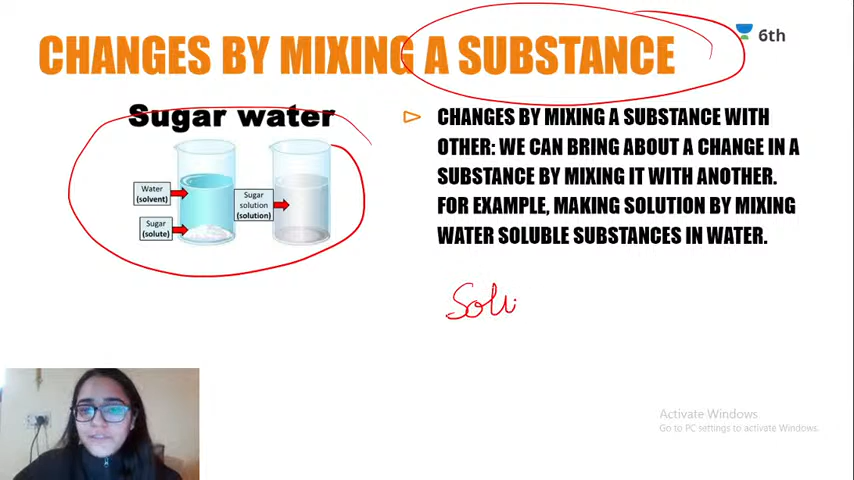 CHANGES BY MIXING A SUBSTANCE
6th
Sugar water
Water
(solvent)
Sugar
(solute)
Sugar
solution
(solution)
CHANGES BY MIXING A SUBSTANCE WITH
OTHER: WE CAN BRING ABOUT A CHANGE IN A
SUBSTANCE BY MIXING IT WITH ANOTHER.
FOR EXAMPLE, MAKING SOLUTION BY MIXING
WATER SOLUBLE SUBSTANCES IN WATER.
Activate Windows
Go to PC settings to activate Windows.